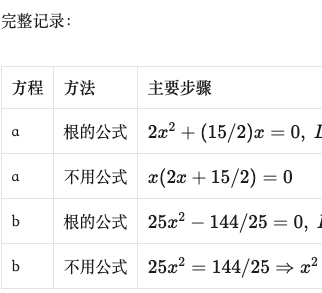 完整记录：
方程 方法 主要步骤
a 根的公式 2x² + (15/2)x = 0,
a 不用公式 x(2x + 15/2) = 0
b 根的公式 25x² − 144/25 = 0,
b 不用公式 25x² = 144/25 ⇒ x²